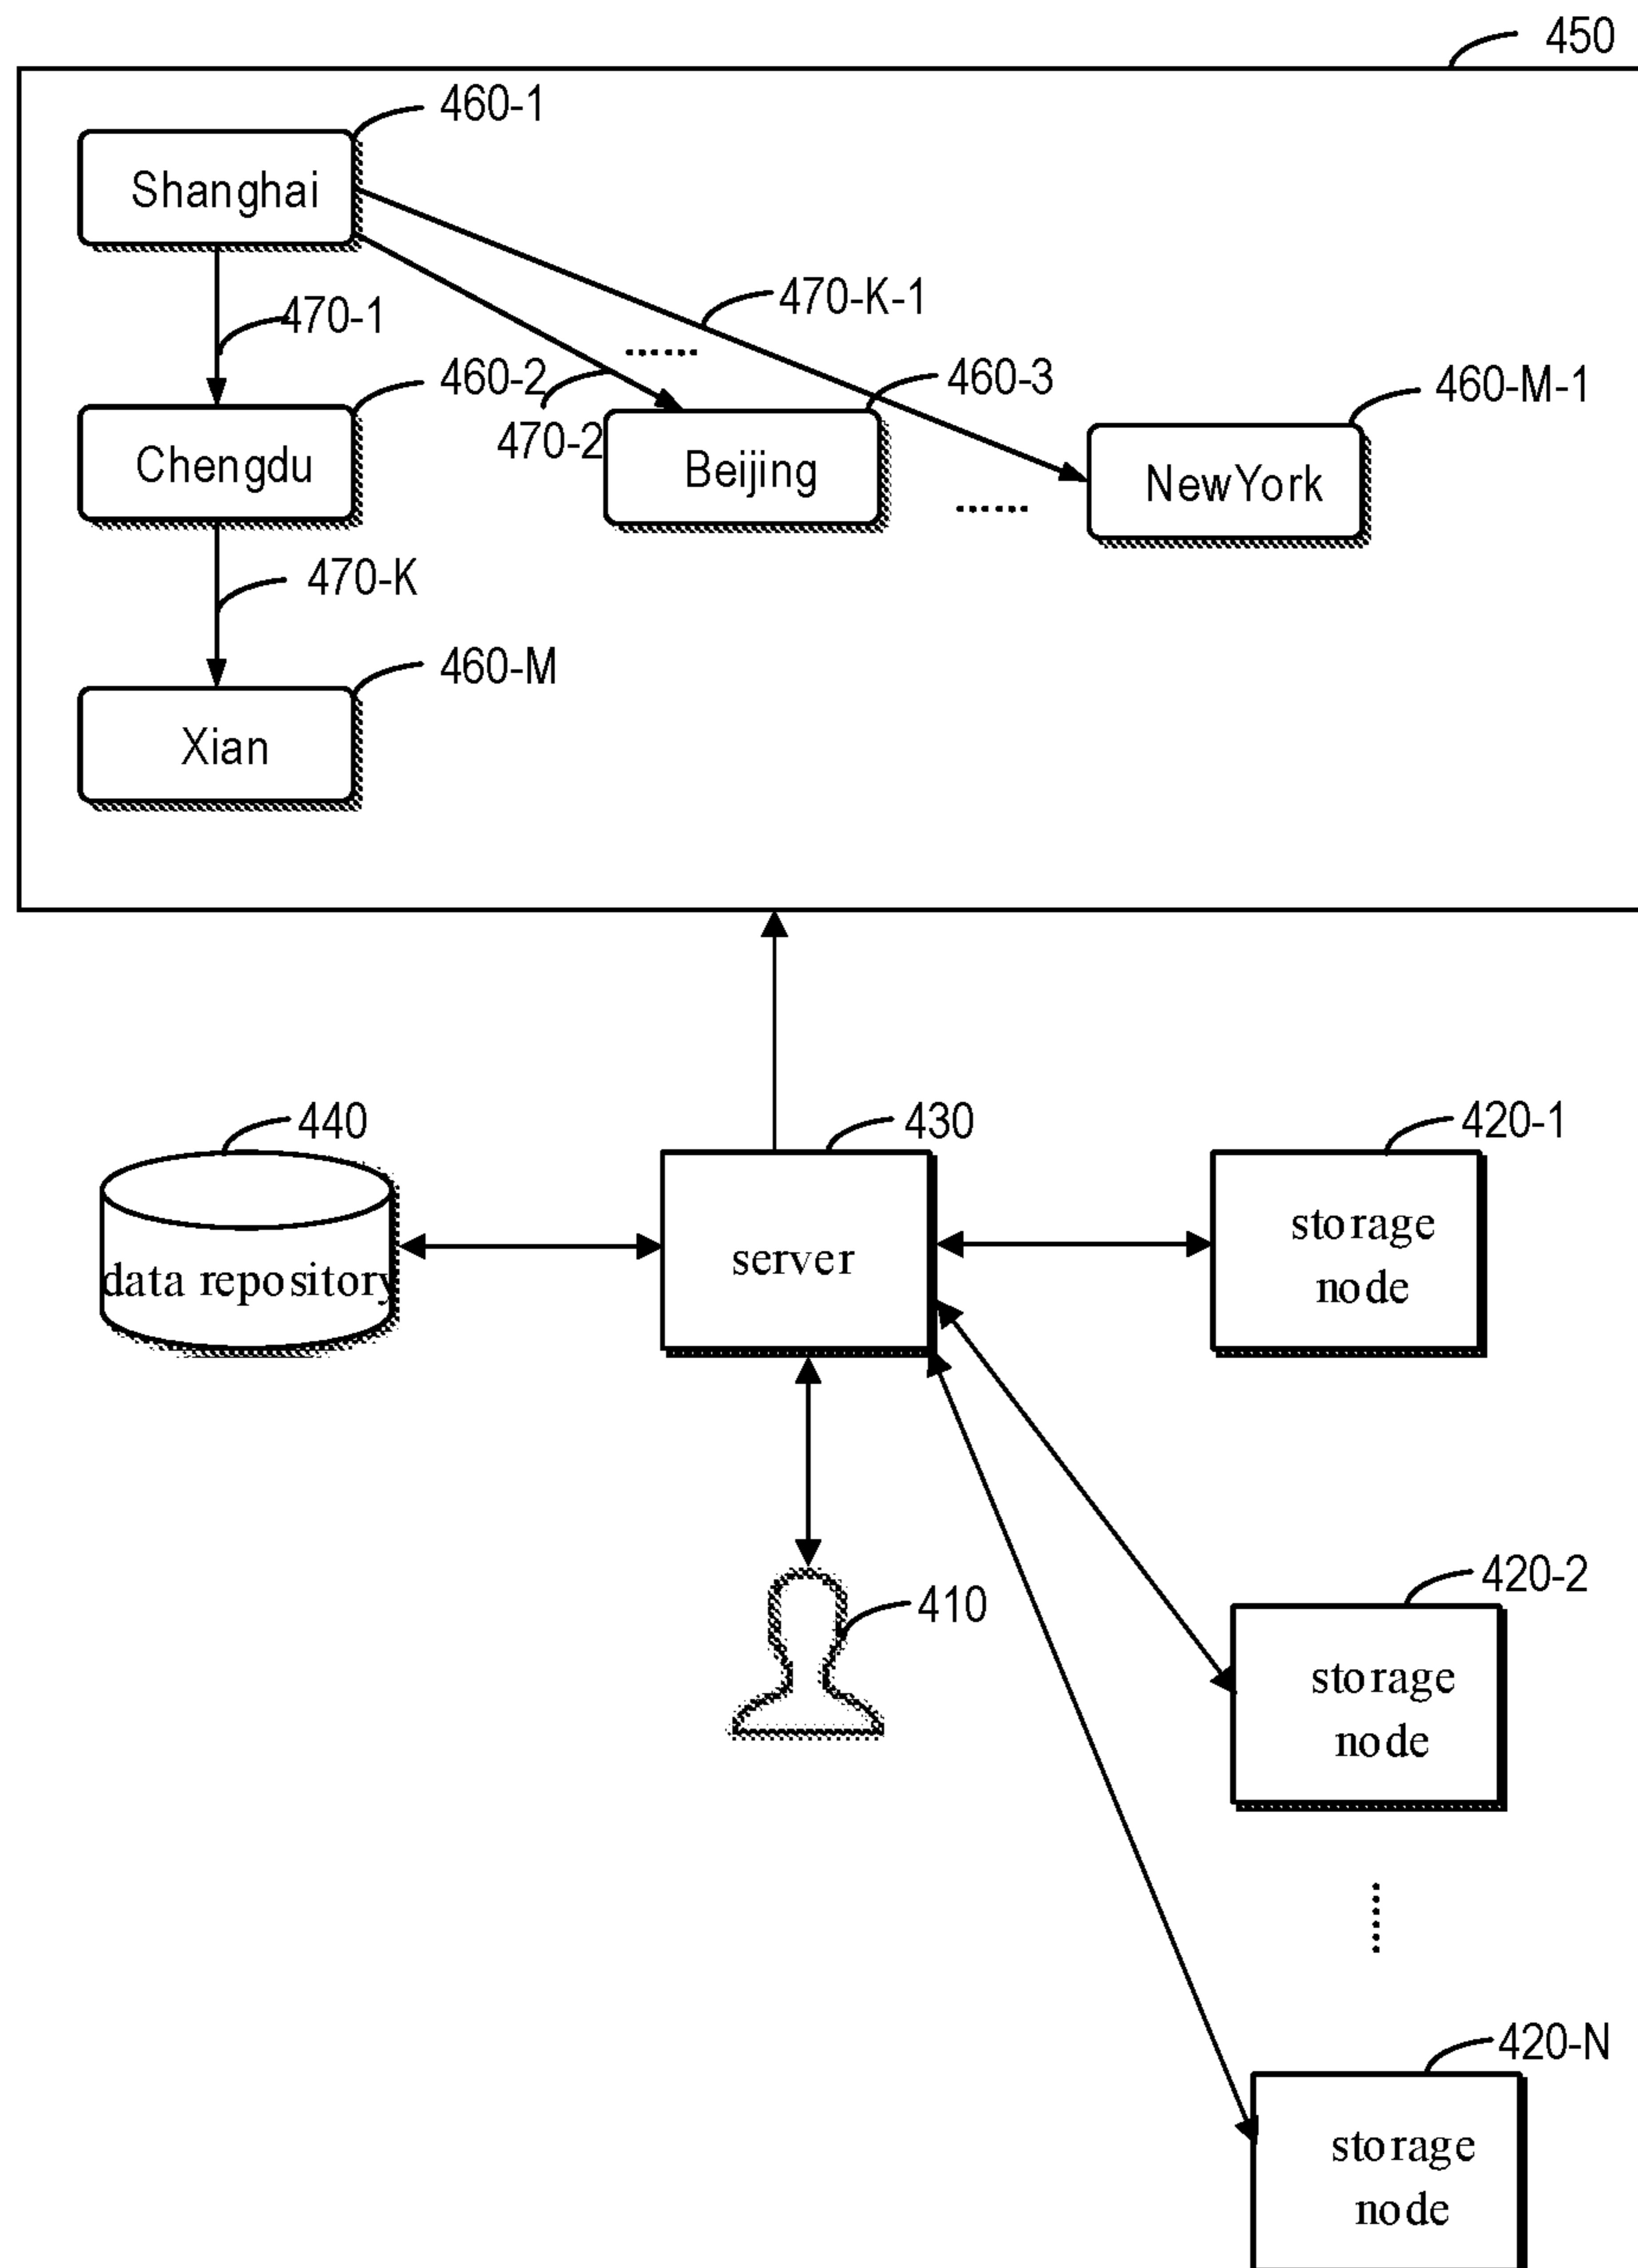 450
460-1
Shanghai
470-K-1
470-1
......
460-2
460-3
460-M-1
470-2
Chengdu
Beijing
NewYork
......
470-K
460-M
Xian
440
430
420-1
data repository
server
storage
node
420-2
410
storage
node
......
420-N
storage
node